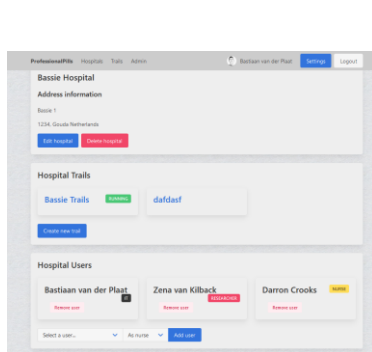 ProfessionalPills Hospitals Trails Admin Bastiaan van der Plaat Settings Logout
Bassie Hospital
Address information
Bassie 1
1234, Gouda Netherlands
Edit hospital Delete hospital
Hospital Trails
Bassie Trails RUNNING dafdasf
Create new trail
Hospital Users
Bastiaan van der Plaat Zena van Kilback RESEARCHER Darron Crooks NURSE
Remove user Remove user Remove user
Select a user... As nurse Add user